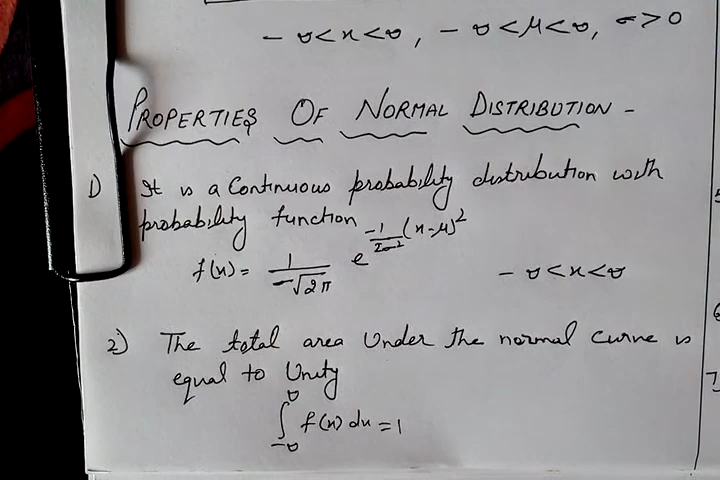 -∞<x<∞, -∞<μ<∞, σ>0
PROPERTIES OF NORMAL DISTRIBUTION -
1) It is a Continuous probability distribution with
probability function
f(x) = 1/(σ√2π) e^(-1/(2σ²) (x-μ)²) -∞<x<∞
2) The total area Under the normal curve is
equal to Unity
∫_{-∞}^{∞} f(x) dx = 1